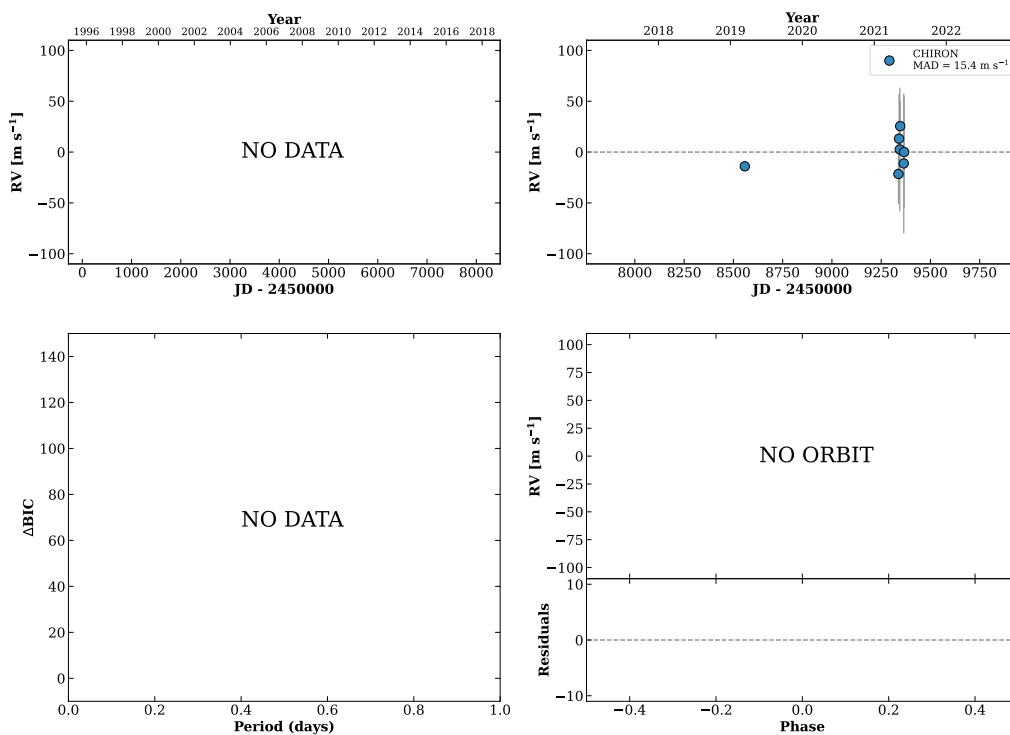 Year
1996 1998 2000 2002 2004 2006 2008 2010 2012 2014 2016 2018
100
50
0
−50
−100
RV [m s⁻¹]
NO DATA
0 1000 2000 3000 4000 5000 6000 7000 8000
JD - 2450000
Year
2018 2019 2020 2021 2022
CHIRON
MAD = 15.4 m s⁻¹
100
50
0
−50
−100
RV [m s⁻¹]
8000 8250 8500 8750 9000 9250 9500 9750
JD - 2450000
140
120
100
80
60
40
20
0
ΔBIC
NO DATA
0.0 0.2 0.4 0.6 0.8 1.0
Period (days)
100
75
50
25
0
−25
−50
−75
−100
RV [m s⁻¹]
NO ORBIT
10
0
−10
Residuals
−0.4 −0.2 0.0 0.2 0.4
Phase